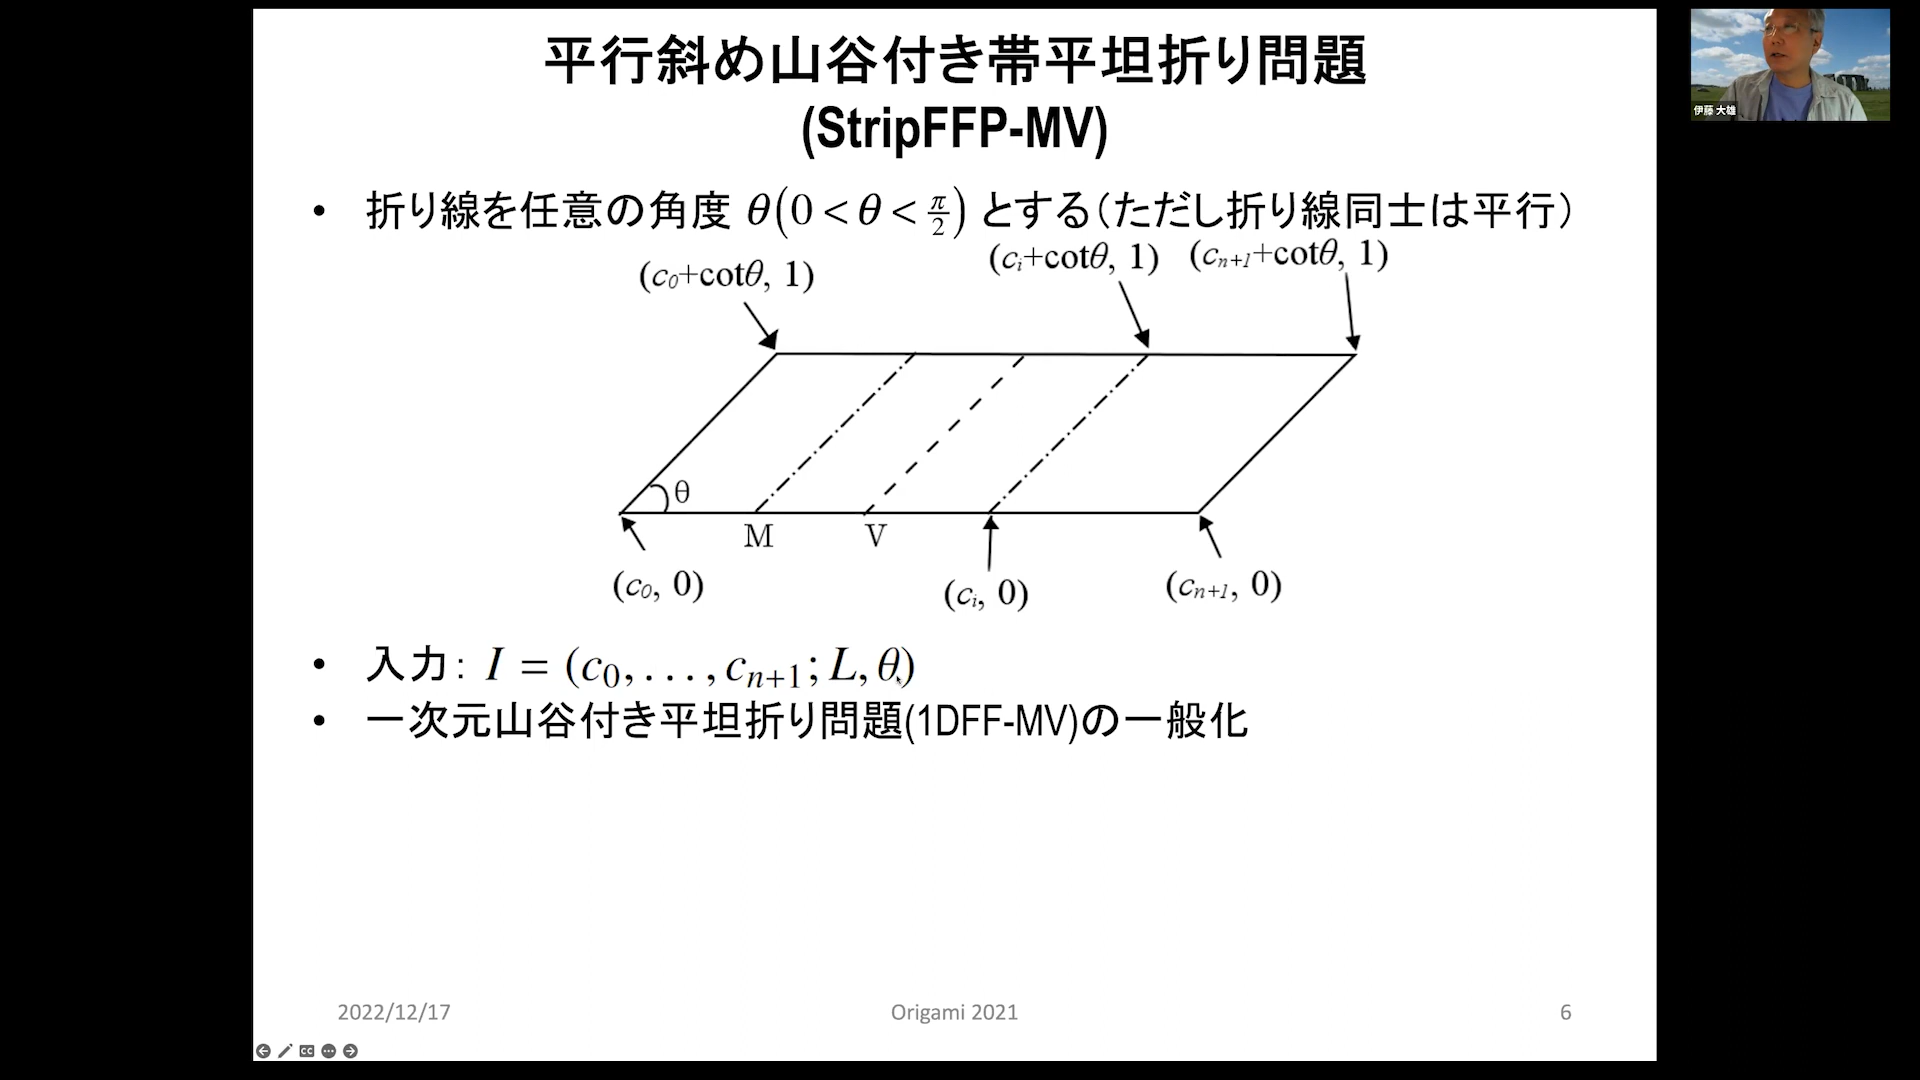 平行斜め山谷付き帯平坦折り問題
(StripFFP-MV)
• 折り線を任意の角度 θ(0 < θ < π/2) とする(ただし折り線同士は平行)
(c₀+cotθ, 1)
(cᵢ+cotθ, 1)
(cₙ₊₁+cotθ, 1)
θ
M
V
(c₀, 0)
(cᵢ, 0)
(cₙ₊₁, 0)
• 入力: I = (c₀, . . . , cₙ₊₁; L, θ)
• 一次元山谷付き平坦折り問題(1DFF-MV)の一般化
2022/12/17
Origami 2021
6
伊藤 大雄
CC